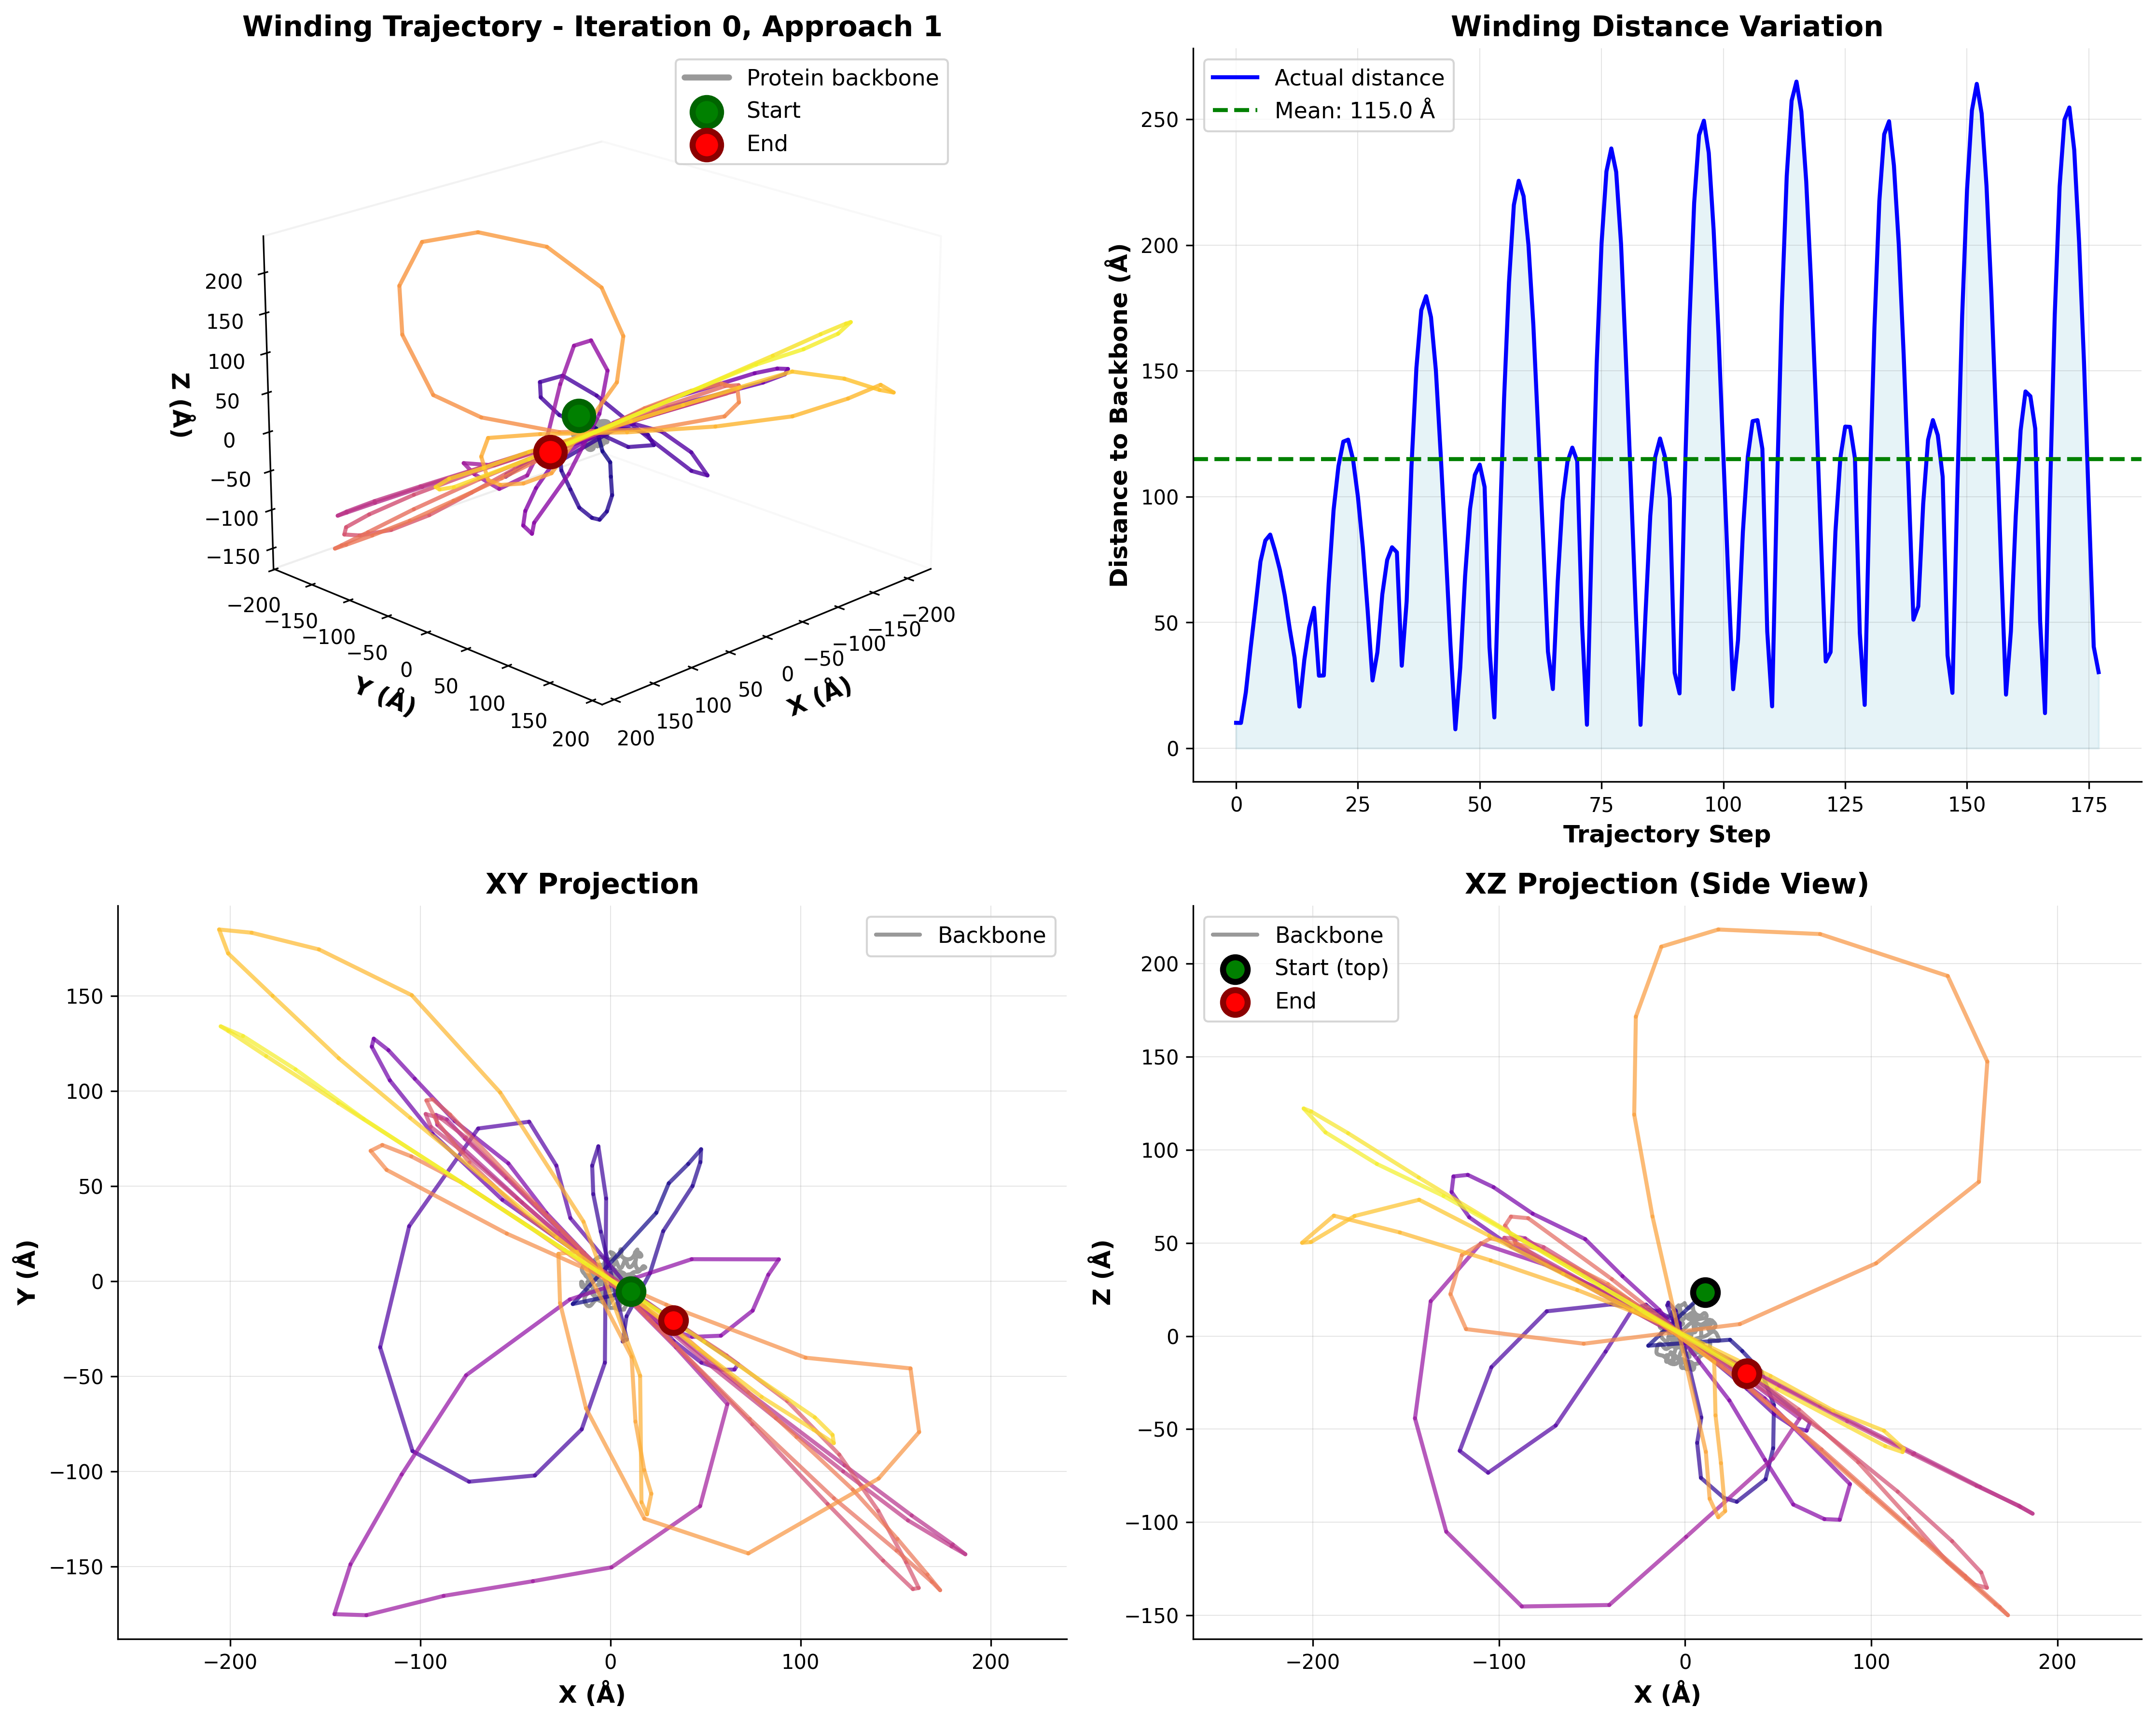 Winding Trajectory - Iteration 0, Approach 1
Protein backbone
Start
End
200
150
100
50
0
−50
−100
−150
Z (Å)
−200
−150
−100
−50
0
50
100
150
200
Y (Å)
200
150
100
50
0
−50
−100
−150
−200
X (Å)
Winding Distance Variation
Actual distance
Mean: 115.0 Å
250
200
150
100
50
0
Distance to Backbone (Å)
0 25 50 75 100 125 150 175
Trajectory Step
XY Projection
Backbone
150
100
50
0
−50
−100
−150
Y (Å)
−200 −100 0 100 200
X (Å)
XZ Projection (Side View)
Backbone
Start (top)
End
200
150
100
50
0
−50
−100
−150
Z (Å)
−200 −100 0 100 200
X (Å)